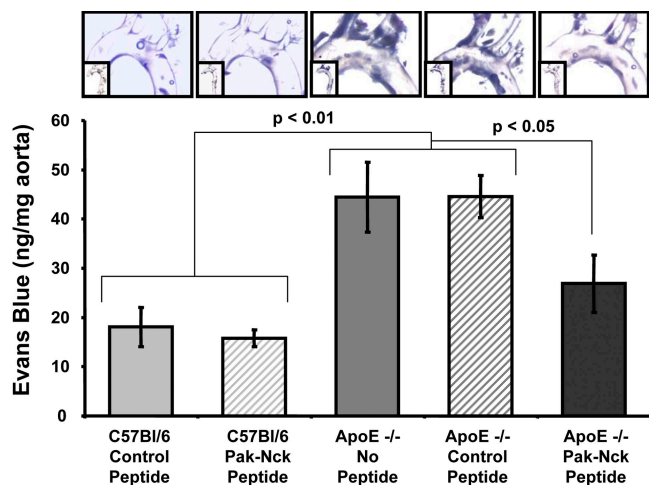 p < 0.01
p < 0.05
Evans Blue (ng/mg aorta)
60
50
40
30
20
10
0
C57Bl/6
Control
Peptide
C57Bl/6
Pak-Nck
Peptide
ApoE -/-
No
Peptide
ApoE -/-
Control
Peptide
ApoE -/-
Pak-Nck
Peptide